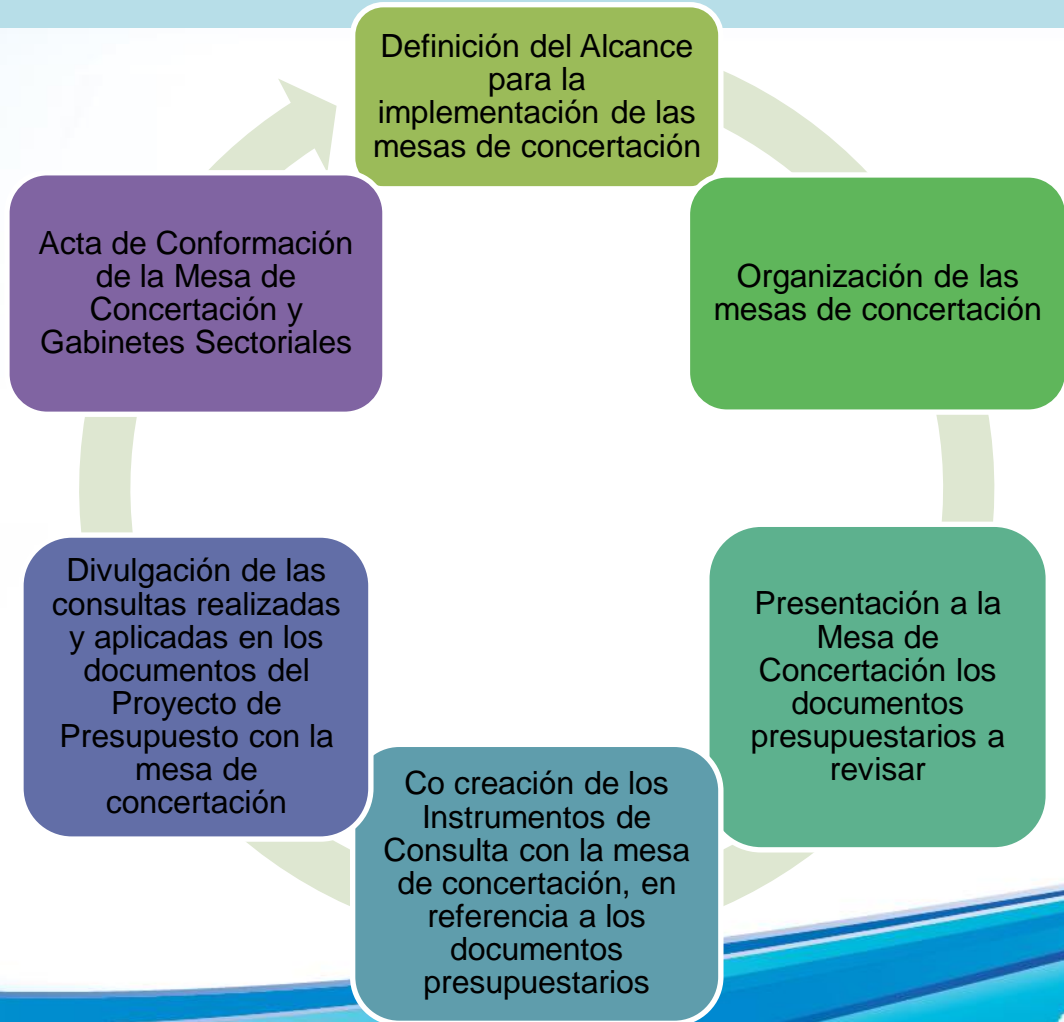 Definición del Alcance
para la
implementación de las
mesas de concertación
Organización de las
mesas de concertación
Presentación a la
Mesa de
Concertación los
documentos
presupuestarios a
revisar
Co creación de los
Instrumentos de
Consulta con la mesa
de concertación, en
referencia a los
documentos
presupuestarios
Divulgación de las
consultas realizadas
y aplicadas en los
documentos del
Proyecto de
Presupuesto con la
mesa de
concertación
Acta de Conformación
de la Mesa de
Concertación y
Gabinetes Sectoriales